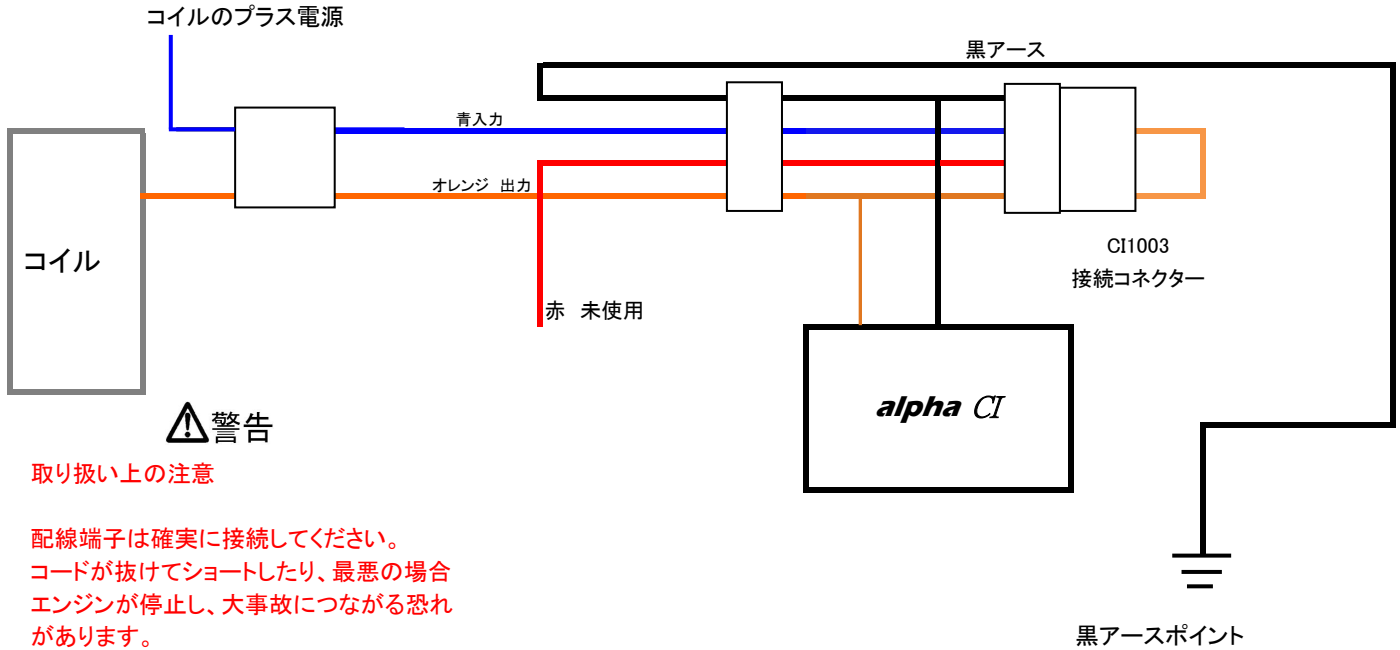 コイルのプラス電源
黒アース
青入力
オレンジ 出力
コイル
赤 未使用
CI1003
接続コネクター
alpha CI
警告
取り扱い上の注意
配線端子は確実に接続してください。
コードが抜けてショートしたり、最悪の場合
エンジンが停止し、大事故につながる恐れ
があります。
黒アースポイント